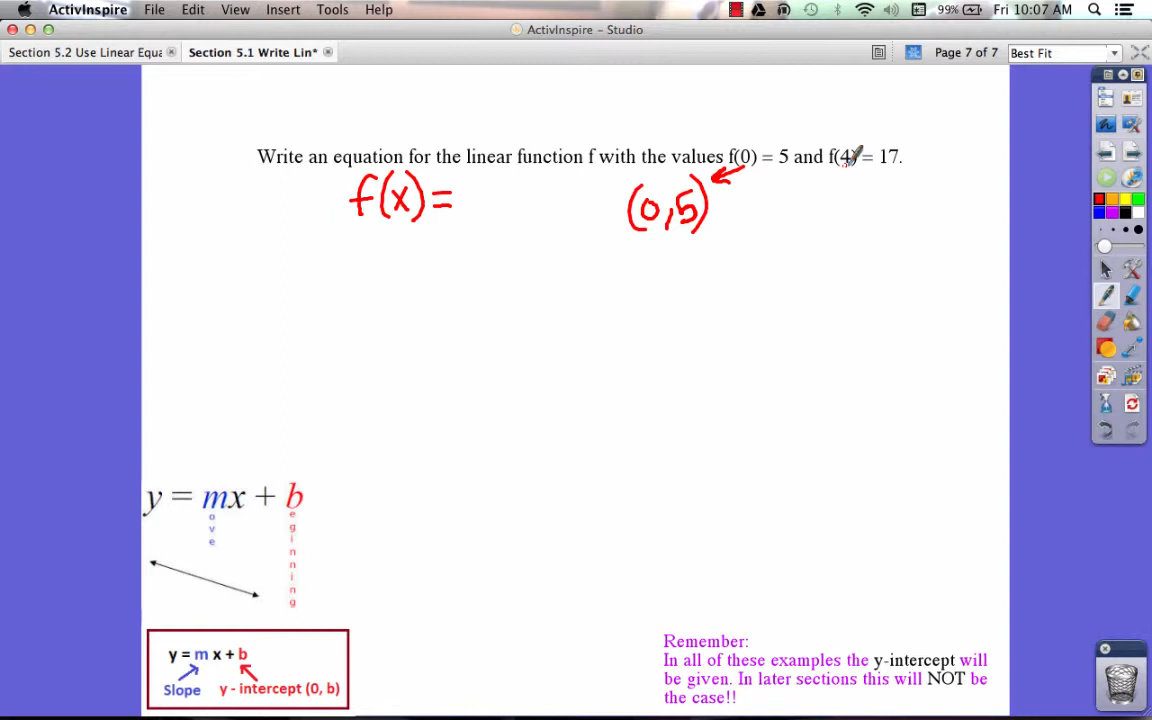 ActivInspire File Edit View Insert Tools Help 99% Fri 10:07 AM
ActivInspire – Studio
Section 5.2 Use Linear Equa Section 5.1 Write Lin* Page 7 of 7 Best Fit
Write an equation for the linear function f with the values f(0) = 5 and f(4) = 17.
f(x)= (0,5)
y = mx + b
o
v
e
e
g
i
n
n
i
n
g
y = m x + b
Slope y - intercept (0, b)
Remember:
In all of these examples the y-intercept will
be given. In later sections this will NOT be
the case!!